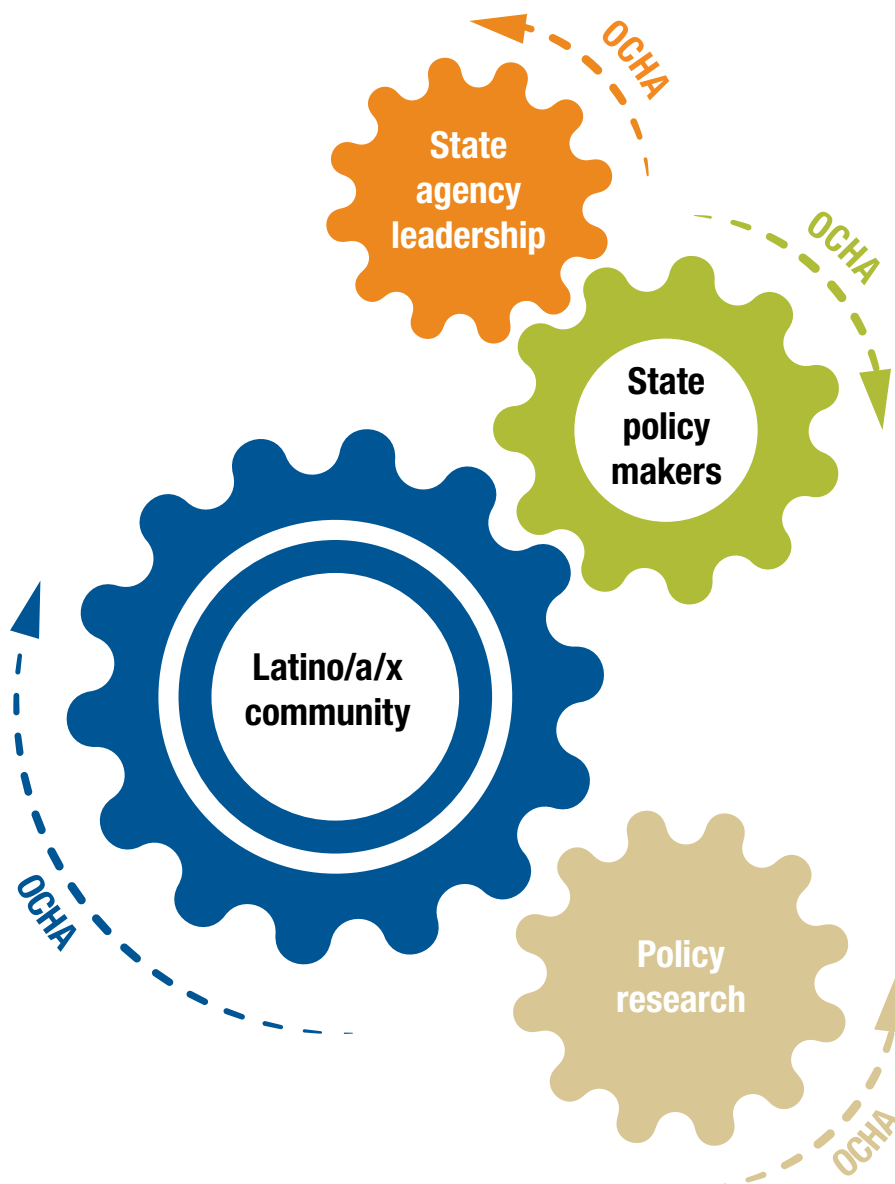 OCHA
State
agency
leadership
OCHA
State
policy
makers
Latino/a/x
community
OCHA
Policy
research
OCHA